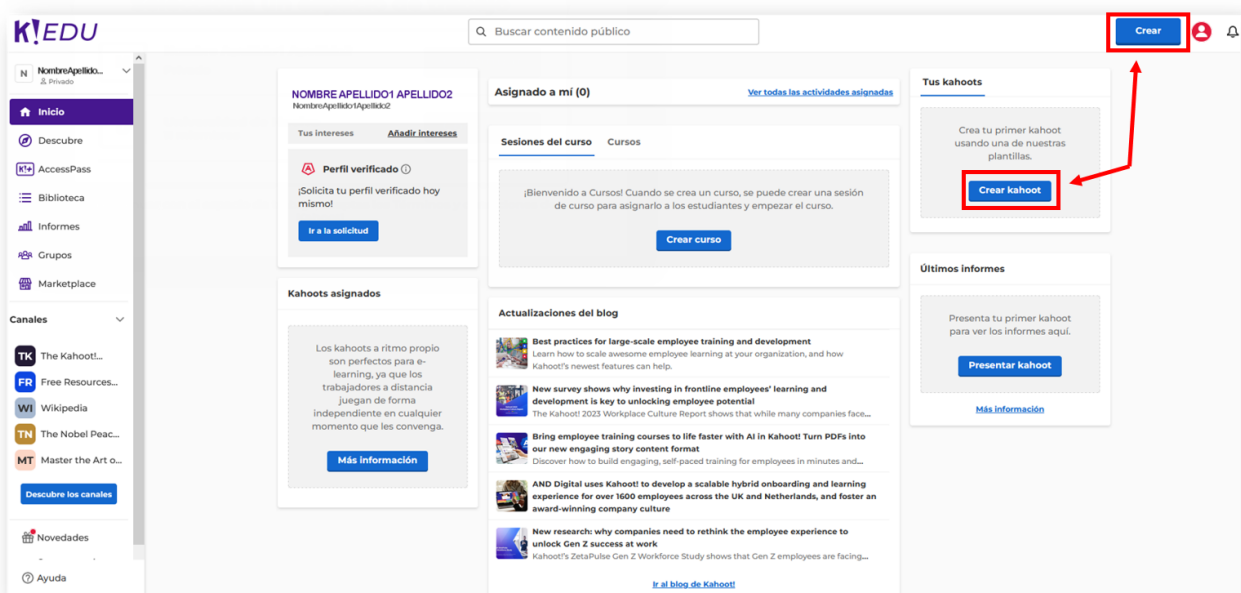 K!EDU
Buscar contenido público
Crear
N
NombreApellido...
Privado
Inicio
Descubre
K!+ AccessPass
Biblioteca
Informes
Grupos
Marketplace
Canales
TK The Kahoot!...
FR Free Resources...
WI Wikipedia
TN The Nobel Peac...
MT Master the Art o...
Descubre los canales
Novedades
Ayuda
NOMBRE APELLIDO1 APELLIDO2
NombreApellido1Apellido2
Tus intereses Añadir intereses
Perfil verificado
¡Solicita tu perfil verificado hoy
mismo!
Ir a la solicitud
Kahoots asignados
Los kahoots a ritmo propio
son perfectos para e-
learning, ya que los
trabajadores a distancia
juegan de forma
independiente en cualquier
momento que les convenga.
Más información
Asignado a mí (0) Ver todas las actividades asignadas
Sesiones del curso Cursos
¡Bienvenido a Cursos! Cuando se crea un curso, se puede crear una sesión
de curso para asignarlo a los estudiantes y empezar el curso.
Crear curso
Actualizaciones del blog
Best practices for large-scale employee training and development
Learn how to scale awesome employee learning at your organization, and how
Kahoot!'s newest features can help.
New survey shows why investing in frontline employees' learning and
development is key to unlocking employee potential
The Kahoot! 2023 Workplace Culture Report shows that while many companies face...
Bring employee training courses to life faster with AI in Kahoot! Turn PDFs into
our new engaging story content format
Discover how to build engaging, self-paced training for employees in minutes and...
AND Digital uses Kahoot! to develop a scalable hybrid onboarding and learning
experience for over 1600 employees across the UK and Netherlands, and foster an
award-winning company culture
New research: why companies need to rethink the employee experience to
unlock Gen Z success at work
Kahoot!'s ZetaPulse Gen Z Workforce Study shows that Gen Z employees are facing...
Ir al blog de Kahoot!
Tus kahoots
Crea tu primer kahoot
usando una de nuestras
plantillas.
Crear kahoot
Últimos informes
Presenta tu primer kahoot
para ver los informes aquí.
Presentar kahoot
Más información